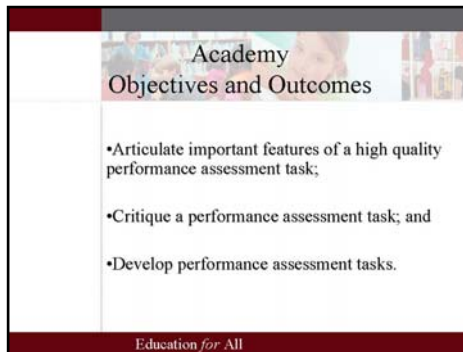 Academy
Objectives and Outcomes
•Articulate important features of a high quality
performance assessment task;
•Critique a performance assessment task; and
•Develop performance assessment tasks.
Education for All